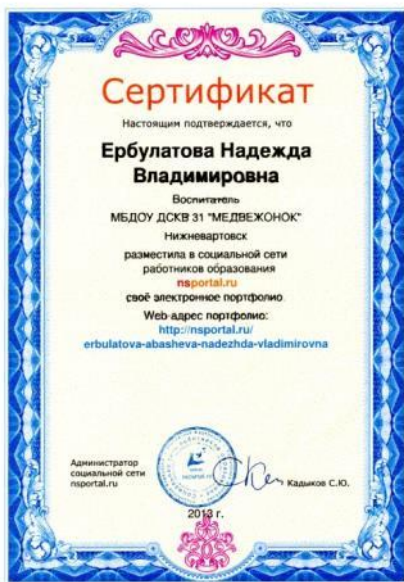 Сертификат
Настоящим подтверждается, что
Ербулатова Надежда
Владимировна
Воспитатель
МБДОУ ДСКВ 31 "МЕДВЕЖОНОК"
Нижневартовск
разместила в социальной сети
работников образования
nsportal.ru
своё электронное портфолио
Web-адрес портфолио:
http://nsportal.ru/
erbulatova-abasheva-nadezhda-vladimirovna
Администратор
социальной сети
nsportal.ru
Кадыков С.Ю.
2013 г.